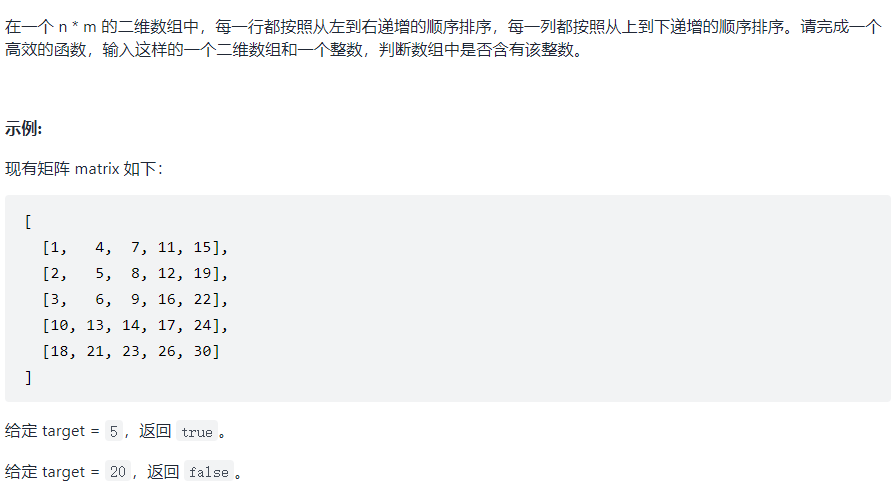 在一个 n * m 的二维数组中，每一行都按照从左到右递增的顺序排序，每一列都按照从上到下递增的顺序排序。请完成一个
高效的函数，输入这样的一个二维数组和一个整数，判断数组中是否含有该整数。
示例:
现有矩阵 matrix 如下：
[
[1, 4, 7, 11, 15],
[2, 5, 8, 12, 19],
[3, 6, 9, 16, 22],
[10, 13, 14, 17, 24],
[18, 21, 23, 26, 30]
]
给定 target = 5，返回 true。
给定 target = 20，返回 false。